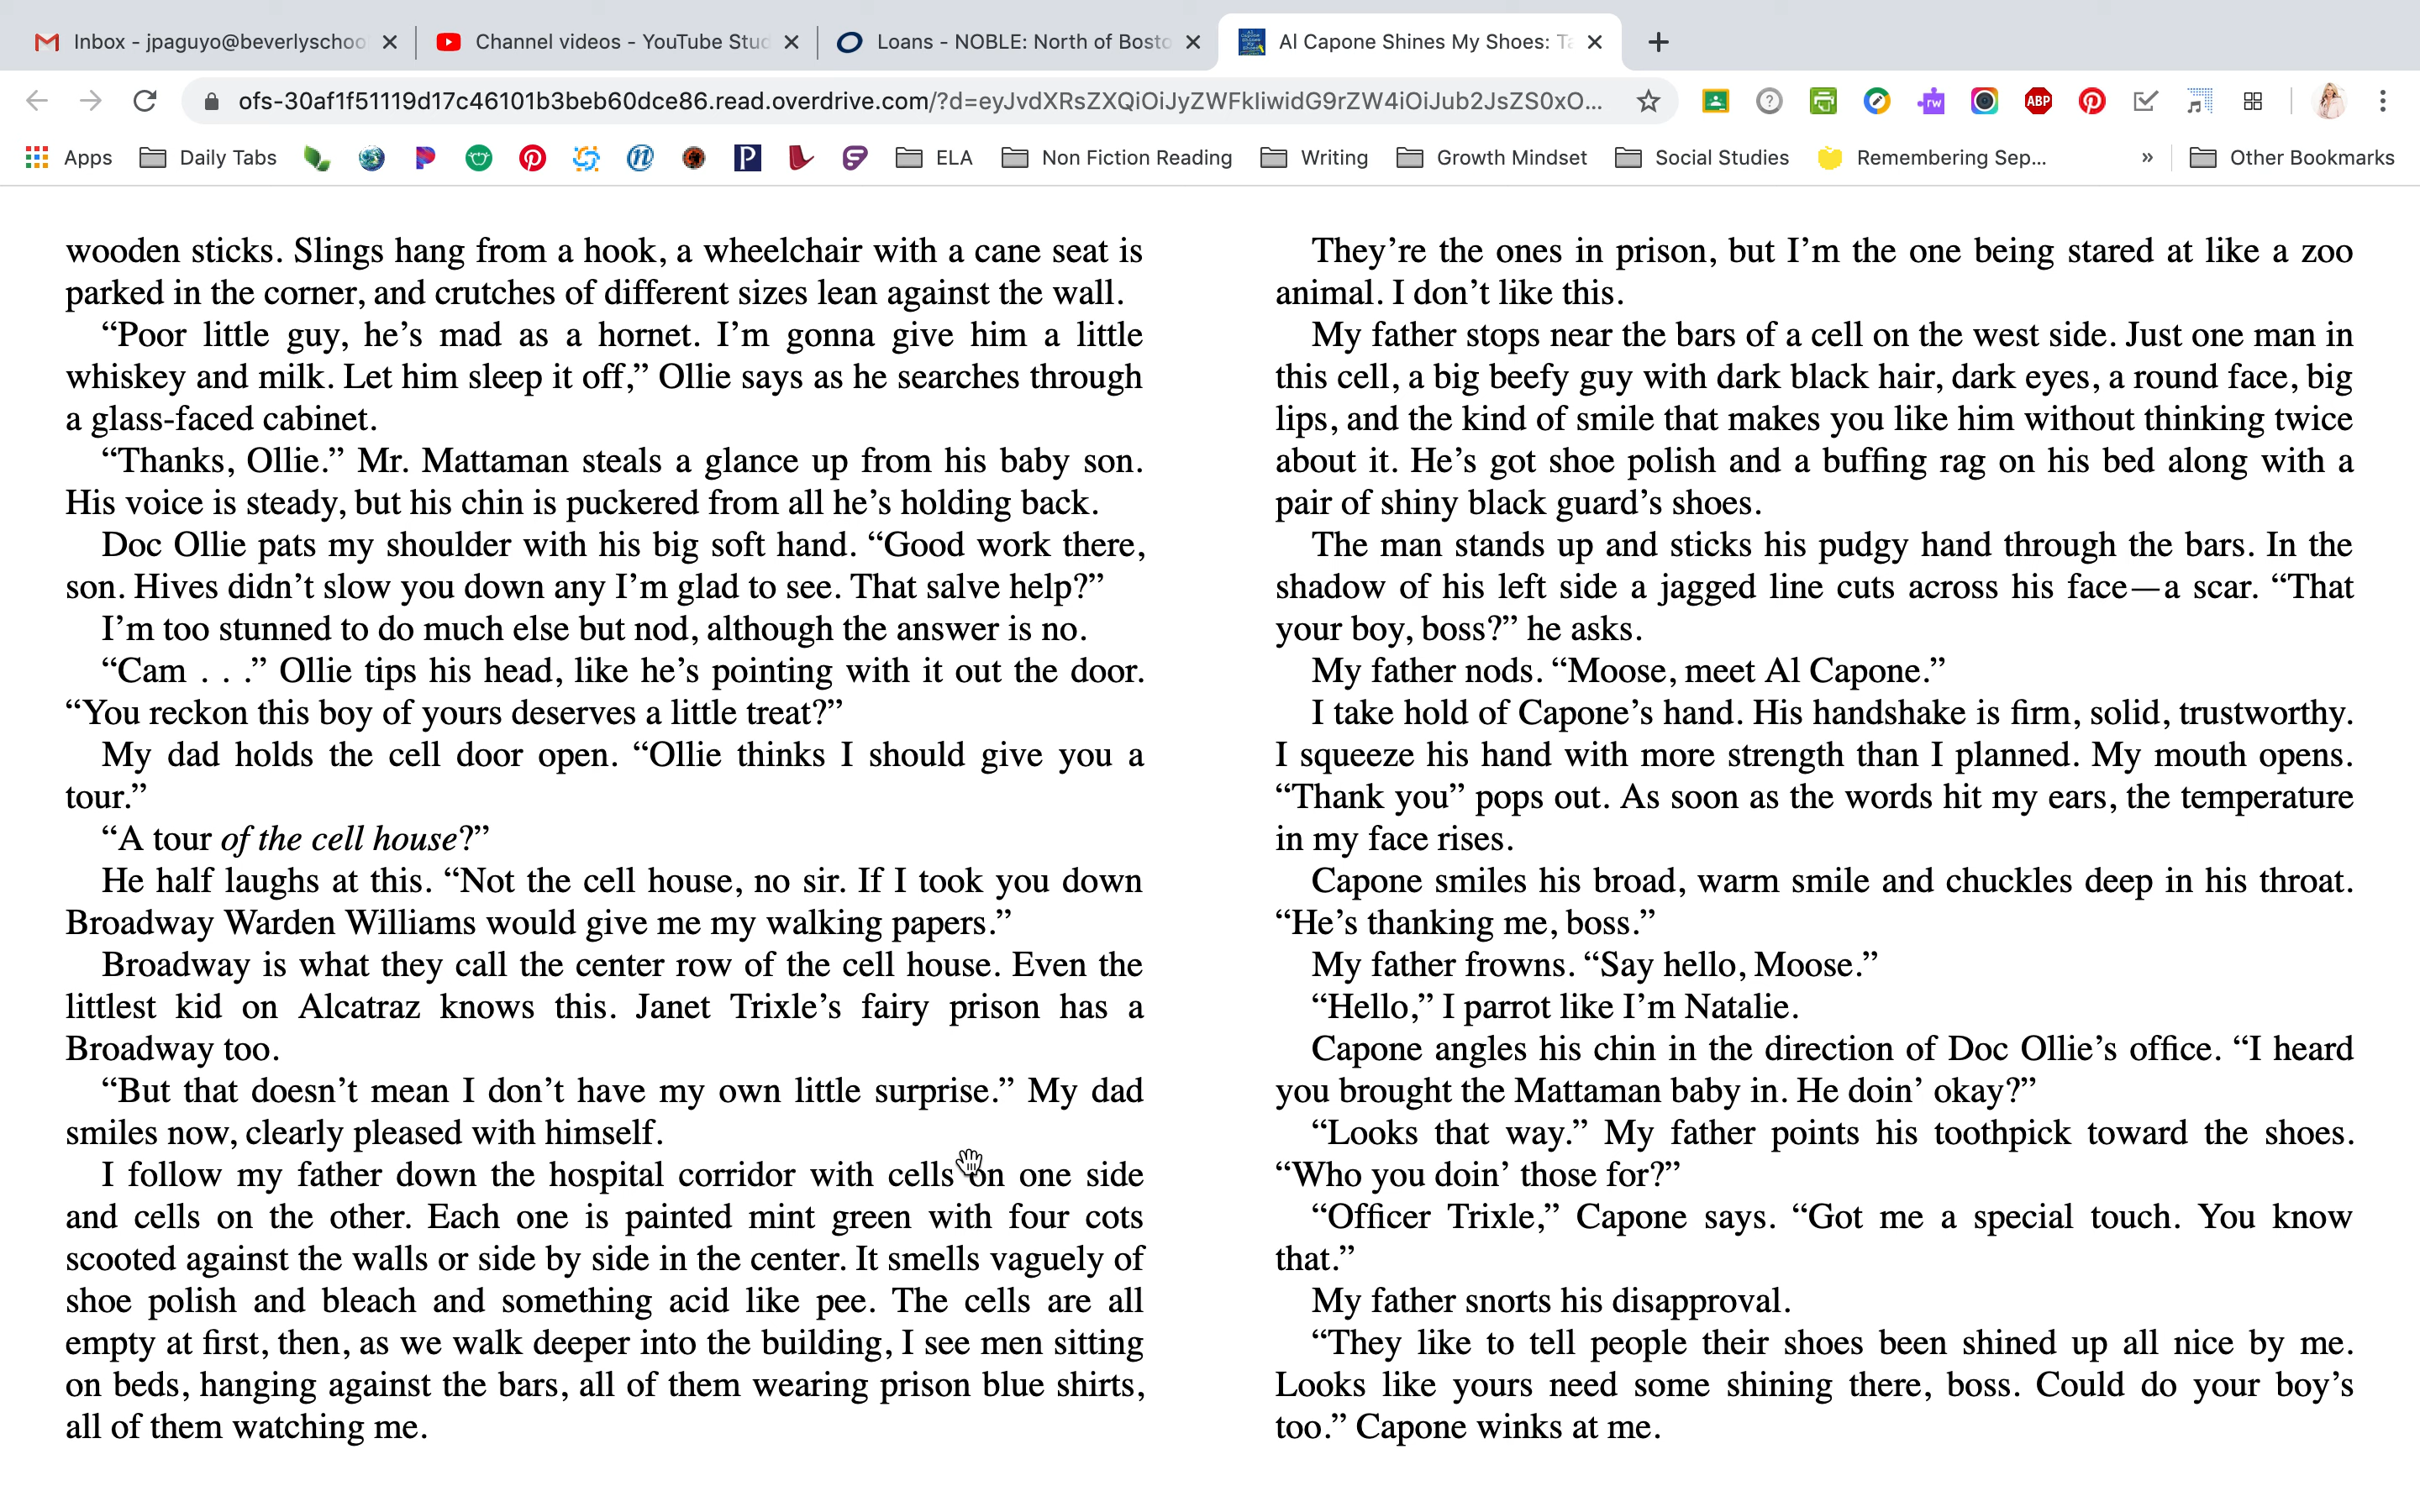 Inbox - jpaguyo@beverlyschoo
Channel videos - YouTube Stud
Loans - NOBLE: North of Bosto
Al Capone Shines My Shoes: Ta
ofs-30af1f51119d17c46101b3beb60dce86.read.overdrive.com/?d=eyJvdXRsZXQiOiJyZWFkIiwidG9rZW4iOiJub2JsZS0xO...
ABP
rw
Apps
Daily Tabs
ELA
Non Fiction Reading
Writing
Growth Mindset
Social Studies
Remembering Sep...
»
Other Bookmarks
wooden sticks. Slings hang from a hook, a wheelchair with a cane seat is
parked in the corner, and crutches of different sizes lean against the wall.
“Poor little guy, he’s mad as a hornet. I’m gonna give him a little
whiskey and milk. Let him sleep it off,” Ollie says as he searches through
a glass-faced cabinet.
“Thanks, Ollie.” Mr. Mattaman steals a glance up from his baby son.
His voice is steady, but his chin is puckered from all he’s holding back.
Doc Ollie pats my shoulder with his big soft hand. “Good work there,
son. Hives didn’t slow you down any I’m glad to see. That salve help?”
I’m too stunned to do much else but nod, although the answer is no.
“Cam . . .” Ollie tips his head, like he’s pointing with it out the door.
“You reckon this boy of yours deserves a little treat?”
My dad holds the cell door open. “Ollie thinks I should give you a
tour.”
“A tour of the cell house?”
He half laughs at this. “Not the cell house, no sir. If I took you down
Broadway Warden Williams would give me my walking papers.”
Broadway is what they call the center row of the cell house. Even the
littlest kid on Alcatraz knows this. Janet Trixle’s fairy prison has a
Broadway too.
“But that doesn’t mean I don’t have my own little surprise.” My dad
smiles now, clearly pleased with himself.
I follow my father down the hospital corridor with cells on one side
and cells on the other. Each one is painted mint green with four cots
scooted against the walls or side by side in the center. It smells vaguely of
shoe polish and bleach and something acid like pee. The cells are all
empty at first, then, as we walk deeper into the building, I see men sitting
on beds, hanging against the bars, all of them wearing prison blue shirts,
all of them watching me.
They’re the ones in prison, but I’m the one being stared at like a zoo
animal. I don’t like this.
My father stops near the bars of a cell on the west side. Just one man in
this cell, a big beefy guy with dark black hair, dark eyes, a round face, big
lips, and the kind of smile that makes you like him without thinking twice
about it. He’s got shoe polish and a buffing rag on his bed along with a
pair of shiny black guard’s shoes.
The man stands up and sticks his pudgy hand through the bars. In the
shadow of his left side a jagged line cuts across his face—a scar. “That
your boy, boss?” he asks.
My father nods. “Moose, meet Al Capone.”
I take hold of Capone’s hand. His handshake is firm, solid, trustworthy.
I squeeze his hand with more strength than I planned. My mouth opens.
“Thank you” pops out. As soon as the words hit my ears, the temperature
in my face rises.
Capone smiles his broad, warm smile and chuckles deep in his throat.
“He’s thanking me, boss.”
My father frowns. “Say hello, Moose.”
“Hello,” I parrot like I’m Natalie.
Capone angles his chin in the direction of Doc Ollie’s office. “I heard
you brought the Mattaman baby in. He doin’ okay?”
“Looks that way.” My father points his toothpick toward the shoes.
“Who you doin’ those for?”
“Officer Trixle,” Capone says. “Got me a special touch. You know
that.”
My father snorts his disapproval.
“They like to tell people their shoes been shined up all nice by me.
Looks like yours need some shining there, boss. Could do your boy’s
too.” Capone winks at me.